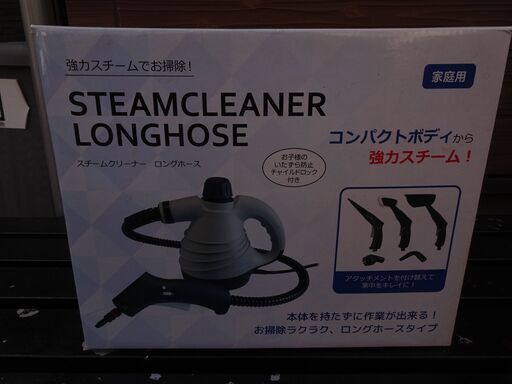 強力スチームでお掃除！
家庭用
STEAMCLEANER
LONGHOSE
スチームクリーナー ロングホース
コンパクトボディから
強力スチーム！
お子様の
いたずら防止
チャイルドロック
付き
アタッチメントを付け替えて
家中をキレイに！
本体を持たずに作業が出来る！
お掃除ラクラク、ロングホースタイプ